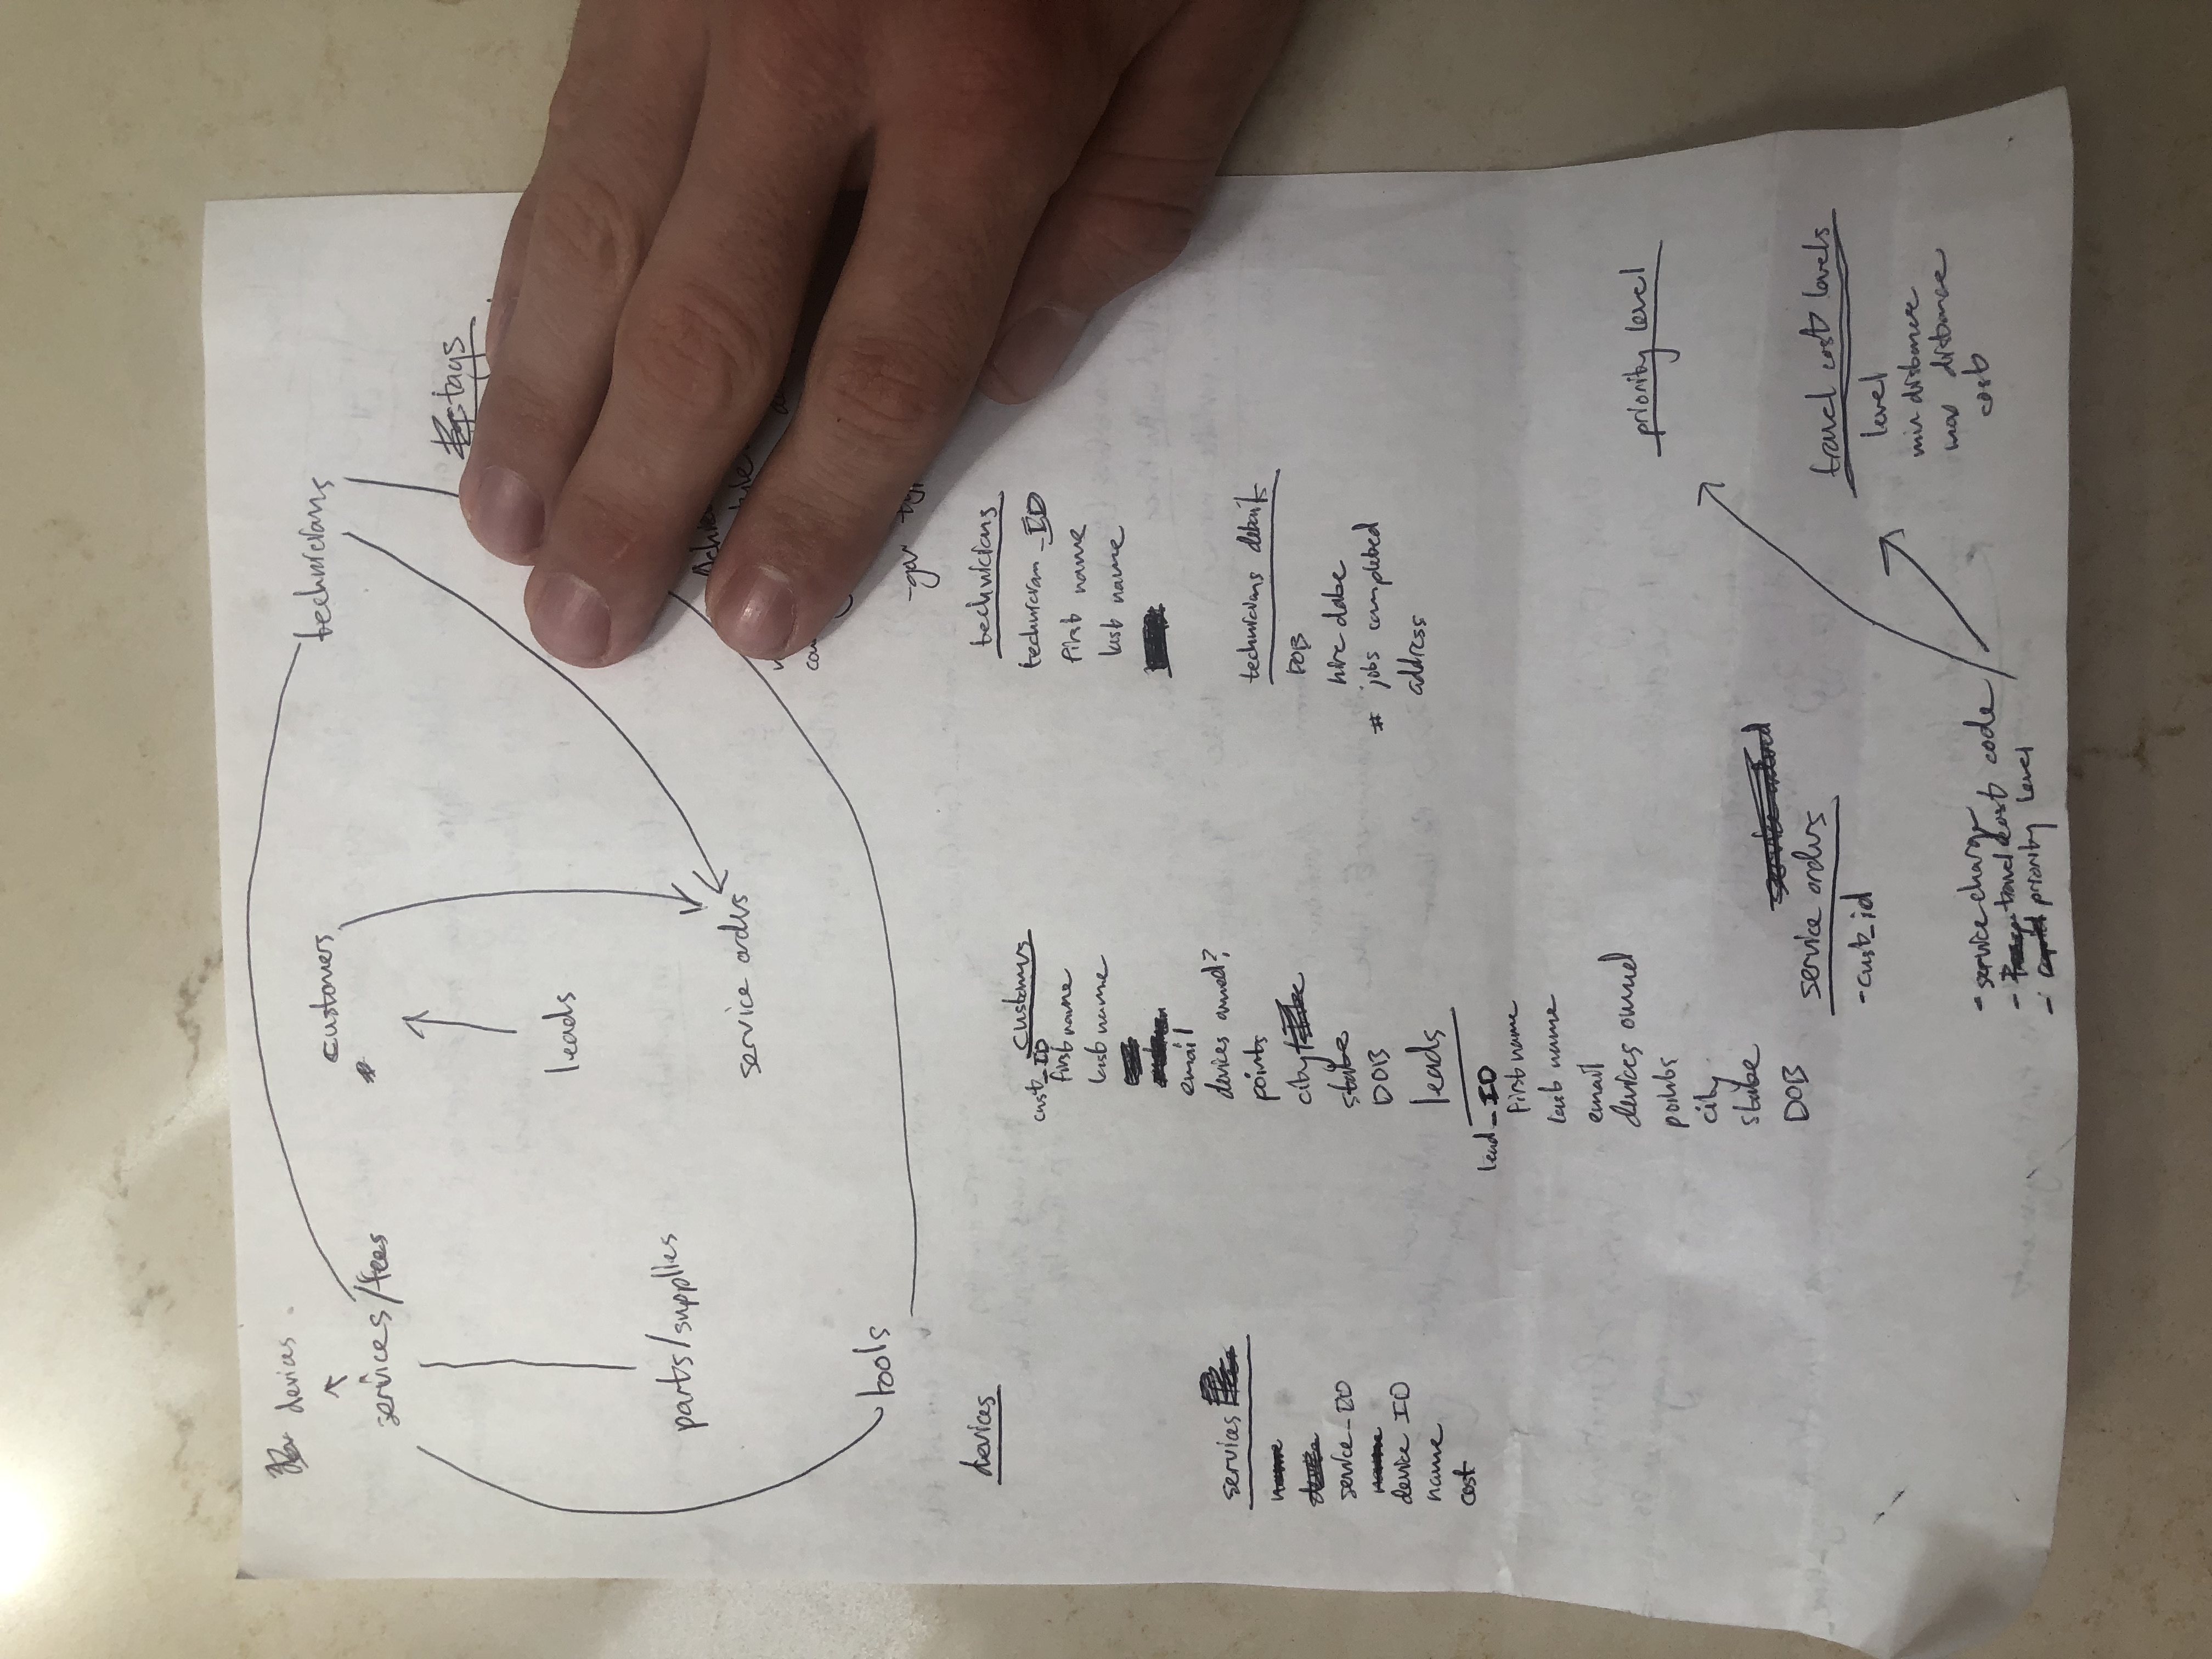 devices
services/fees
customers
technicians
tags
leads
parts/supplies
service orders
tools
devices
services
service_ID
device ID
name
cost
customers
cust_ID
first name
last name
email
devices owned?
points
city
state
DOB
leads
lead_ID
first name
last name
email
devices owned
points
city
state
DOB
service orders
-cust_id
- service charge
- travel cost code
- priority level
technicians
technician_ID
first name
last name
technicians details
DOB
hire date
# jobs completed
address
priority level
travel cost levels
level
min distance
max distance
cost